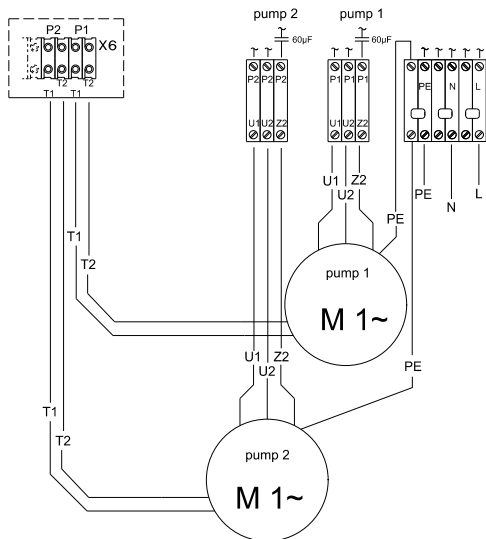 pump 2
pump 1
60µF
60µF
P2 P1
X6
T2 T2
T1 T1
P2 P2 P2
P1 P1 P1
PE N L
U1 U2 Z2
U1 U2 Z2
U1
Z2
U2
PE
N
L
PE
T1
T2
pump 1
M 1~
U1
Z2
U2
PE
T1
T2
pump 2
M 1~